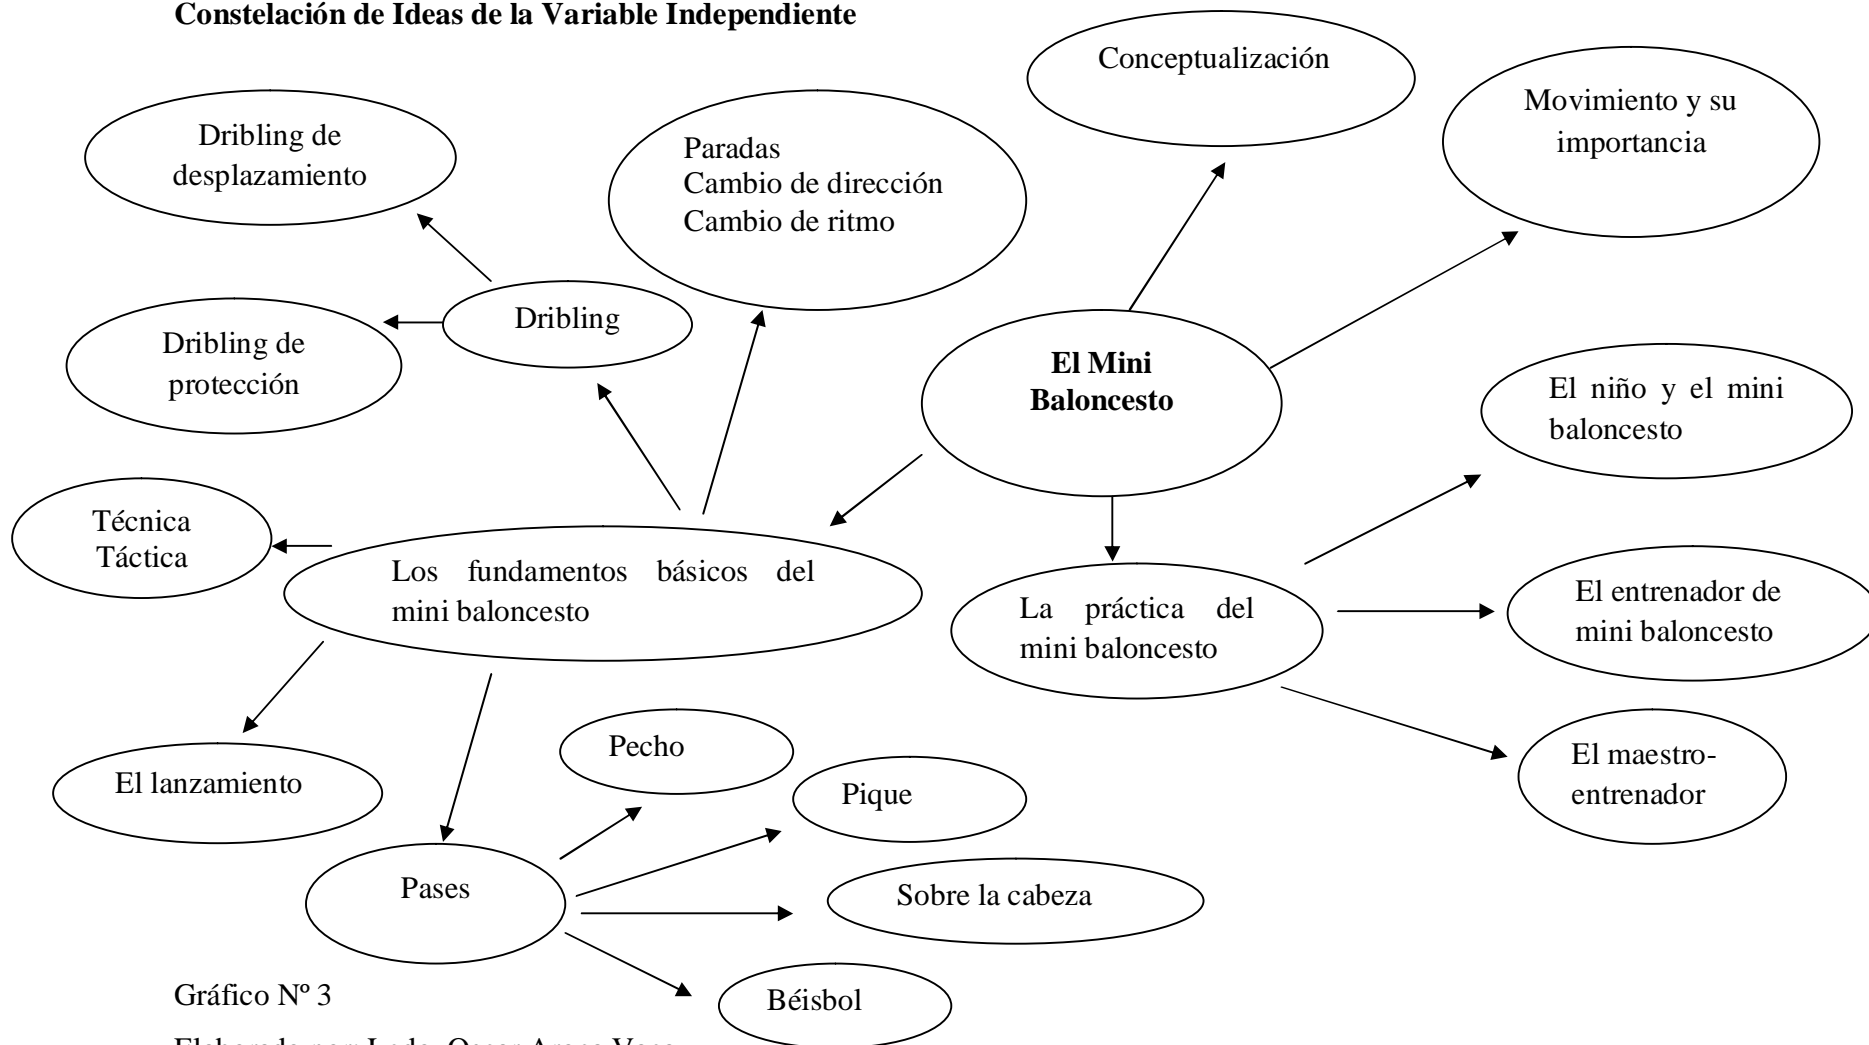 Constelación de Ideas de la Variable Independiente
Conceptualización
Movimiento y su
importancia
Dribling de
desplazamiento
Paradas
Cambio de dirección
Cambio de ritmo
Dribling
Dribling de
protección
El Mini
Baloncesto
El niño y el mini
baloncesto
Técnica
Táctica
Los fundamentos básicos del
mini baloncesto
La práctica del
mini baloncesto
El entrenador de
mini baloncesto
El maestro-
entrenador
El lanzamiento
Pecho
Pique
Pases
Sobre la cabeza
Béisbol
Gráfico Nº 3